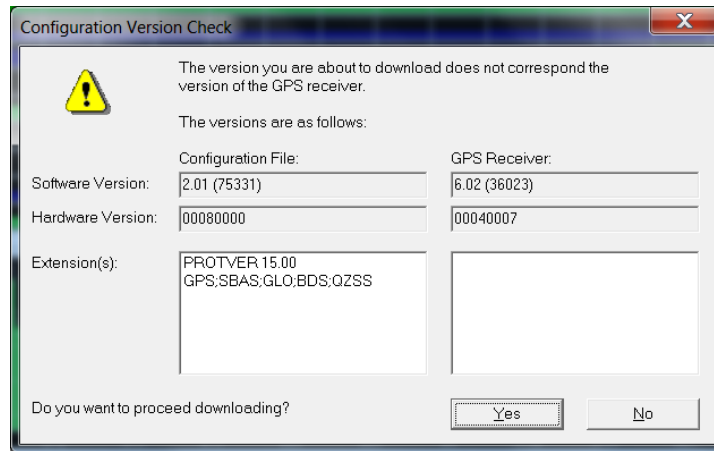 Configuration Version Check
X
The version you are about to download does not correspond the
version of the GPS receiver.
The versions are as follows:
Configuration File: GPS Receiver:
Software Version: 2.01 (75331) 6.02 (36023)
Hardware Version: 00080000 00040007
Extension(s): PROTVER 15.00
GPS;SBAS;GLO;BDS;QZSS
Do you want to proceed downloading? Yes No